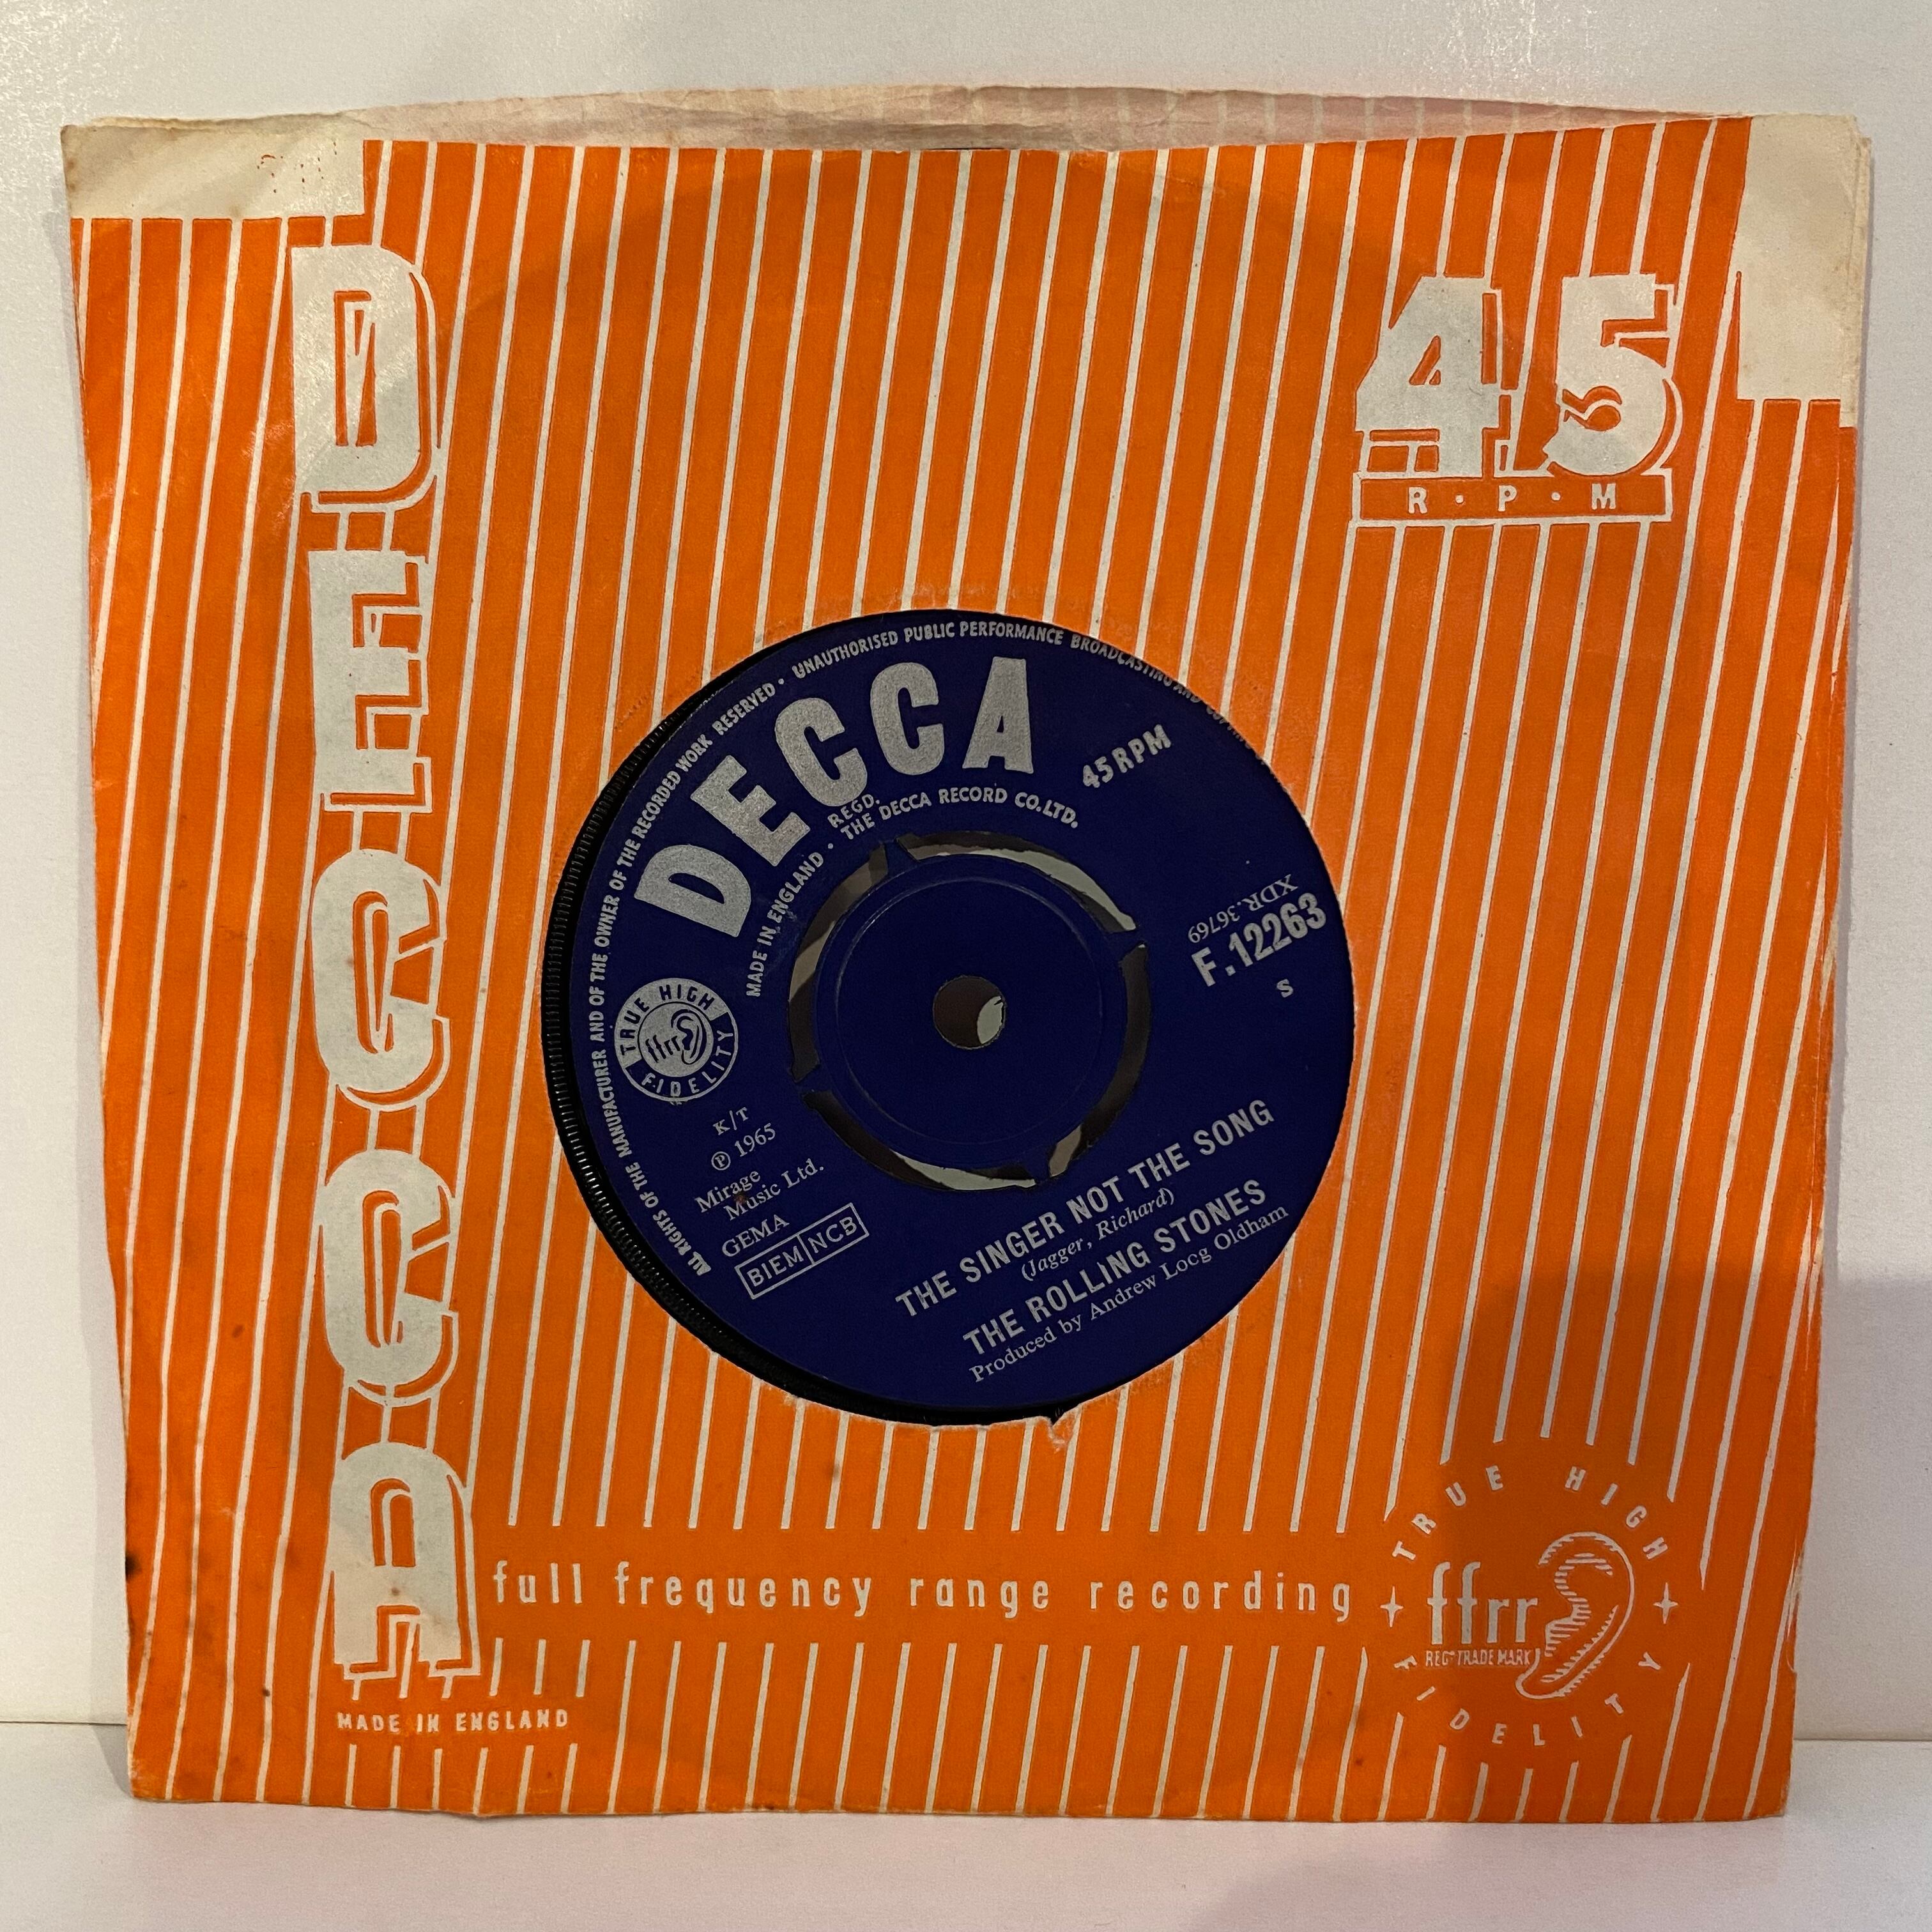 DECCA
45
R·P·M
ALL RIGHTS OF THE MANUFACTURER AND OF THE OWNER OF THE RECORDED WORK RESERVED · UNAUTHORISED PUBLIC PERFORMANCE BROADCASTING AND
DECCA
REGD.
MADE IN ENGLAND · THE DECCA RECORD CO. LTD.
45 RPM
XDR.36769
F.12263
S
TRUE HIGH
ffrr
FIDELITY
K/T
℗ 1965
Mirage
Music Ltd.
GEMA
BIEM NCB
THE SINGER NOT THE SONG
(Jagger, Richard)
THE ROLLING STONES
Produced by Andrew Locg Oldham
full frequency range recording
TRUE HIGH
ffrr
REGD TRADE MARK
FIDELITY
MADE IN ENGLAND